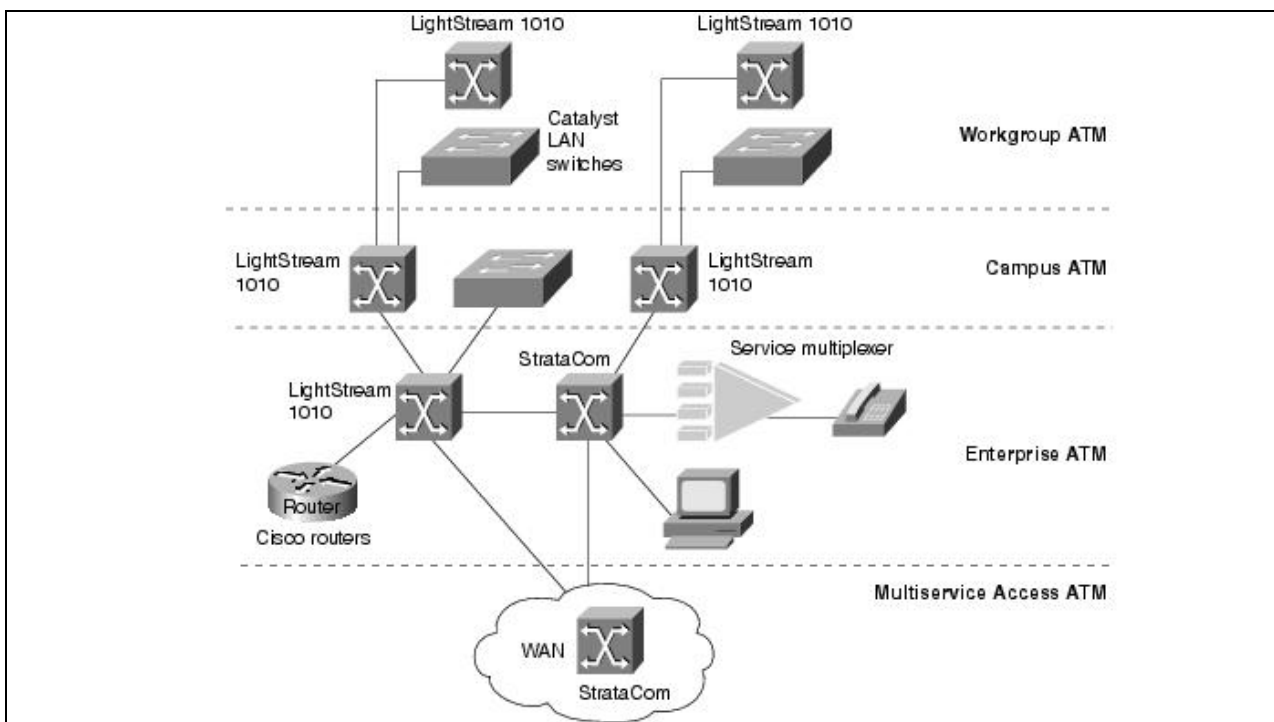 LightStream 1010
LightStream 1010
Catalyst
LAN
switches
Workgroup ATM
LightStream
1010
LightStream
1010
Campus ATM
StrataCom
Service multiplexer
LightStream
1010
Enterprise ATM
Router
Cisco routers
Multiservice Access ATM
WAN
StrataCom